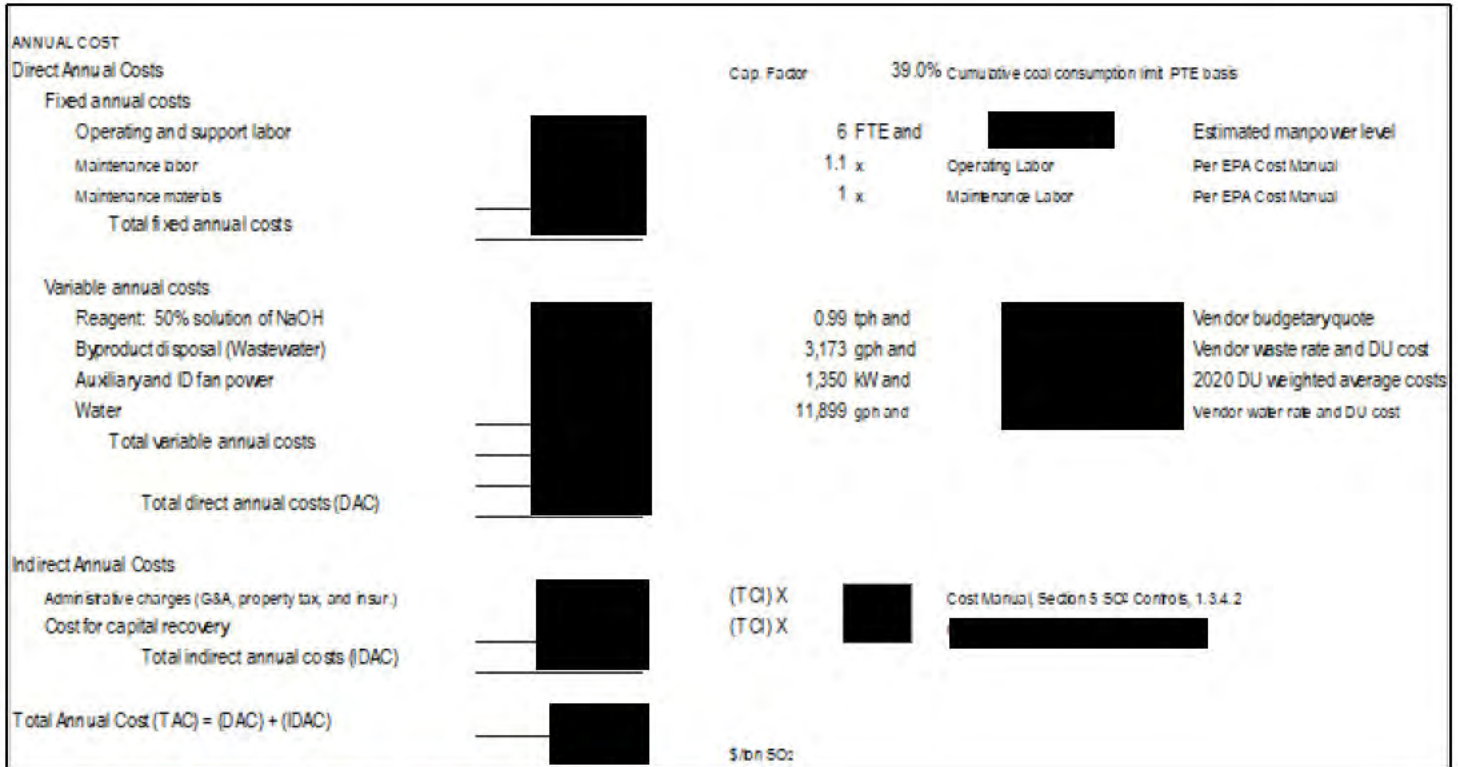 ANNUAL COST
Direct Annual Costs Cap. Factor 39.0% Cumulative coal consumption limit PTE basis
Fixed annual costs
Operating and support labor 6 FTE and Estimated manpower level
Maintenance labor 1.1 x Operating Labor Per EPA Cost Manual
Maintenance materials 1 x Maintenance Labor Per EPA Cost Manual
Total fixed annual costs
Variable annual costs
Reagent: 50% solution of NaOH 0.99 tph and Vendor budgetary quote
Byproduct disposal (Wastewater) 3,173 gph and Vendor waste rate and DU cost
Auxiliary and ID fan power 1,350 kW and 2020 DU weighted average costs
Water 11,899 gph and Vendor water rate and DU cost
Total variable annual costs
Total direct annual costs (DAC)
Indirect Annual Costs
Administrative charges (G&A, property tax, and insur.) (TCI) X Cost Manual, Section 5 SO2 Controls, 1.3.4.2
Cost for capital recovery (TCI) X
Total indirect annual costs (IDAC)
Total Annual Cost (TAC) = (DAC) + (IDAC)
$/ton SO2